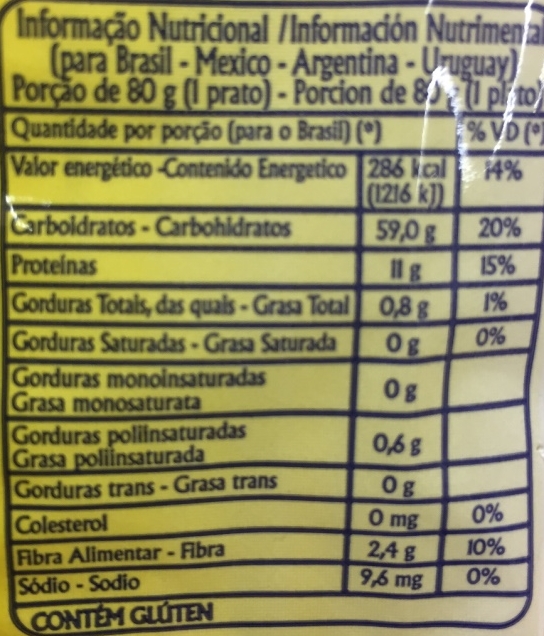 Informação Nutricional / Información Nutrimental
(para Brasil - Mexico - Argentina - Uruguay)
Porção de 80 g (1 prato) - Porcion de 80 g (1 plato)
Quantidade por porção (para o Brasil) (*) % VD (*)
Valor energético -Contenido Energetico 286 kcal 14%
(1216 kJ)
Carboidratos - Carbohidratos 59,0 g 20%
Proteínas 11 g 15%
Gorduras Totais, das quais - Grasa Total 0,8 g 1%
Gorduras Saturadas - Grasa Saturada 0 g 0%
Gorduras monoinsaturadas 0 g
Grasa monosaturata
Gorduras poliinsaturadas 0,6 g
Grasa poliinsaturada
Gorduras trans - Grasa trans 0 g
Colesterol 0 mg 0%
Fibra Alimentar - Fibra 2,4 g 10%
Sódio - Sodio 9,6 mg 0%
CONTÉM GLÚTEN